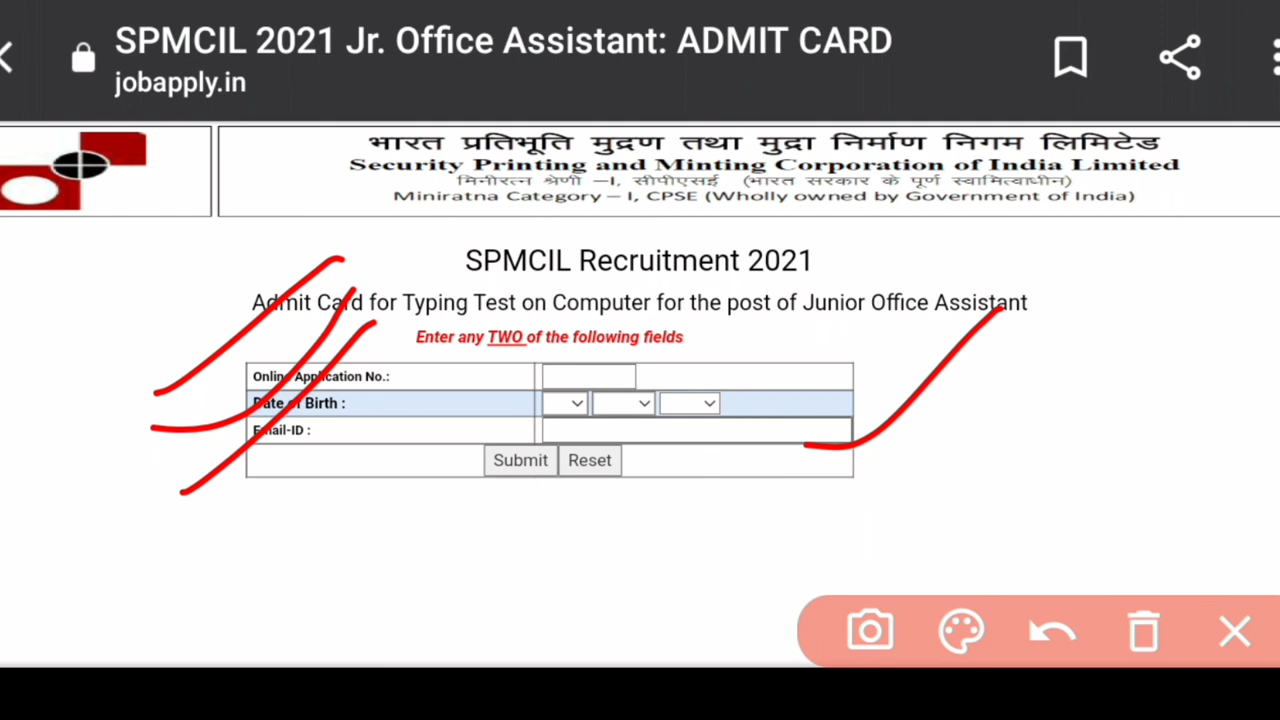 SPMCIL 2021 Jr. Office Assistant: ADMIT CARD
jobapply.in
भारत प्रतिभूति मुद्रण तथा मुद्रा निर्माण निगम लिमिटेड
Security Printing and Minting Corporation of India Limited
मिनीरत्न श्रेणी –I, सीपीएसई (भारत सरकार के पूर्ण स्वामित्वाधीन)
Miniratna Category – I, CPSE (Wholly owned by Government of India)
SPMCIL Recruitment 2021
Admit Card for Typing Test on Computer for the post of Junior Office Assistant
Enter any TWO of the following fields
Online Application No.:
Date of Birth :
Email-ID :
Submit Reset